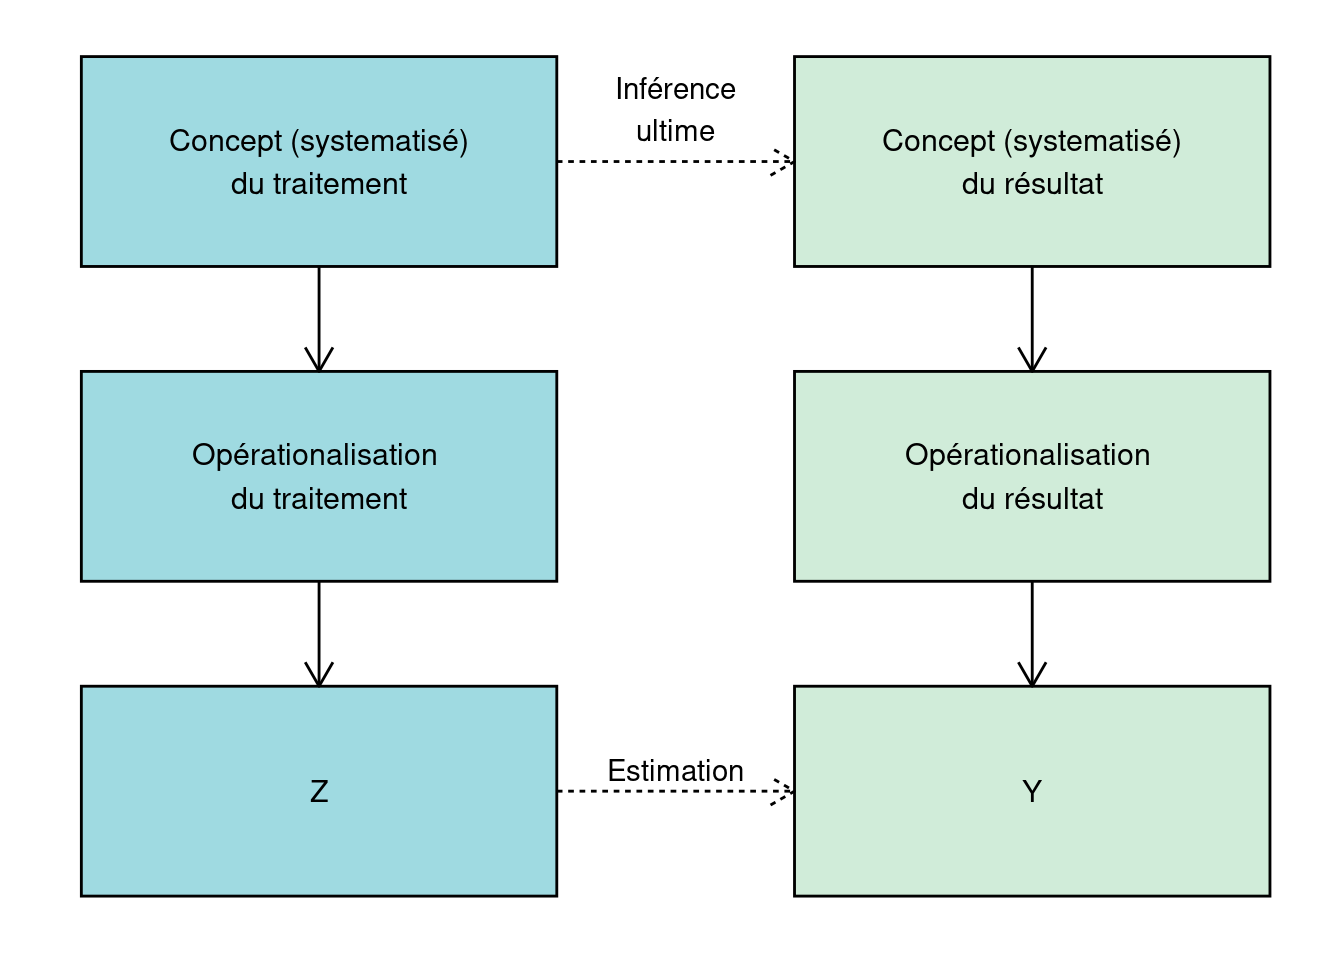 Concept (systematisé)
du traitement
Inférence
ultime
Concept (systematisé)
du résultat
Opérationalisation
du traitement
Opérationalisation
du résultat
Z
Estimation
Y